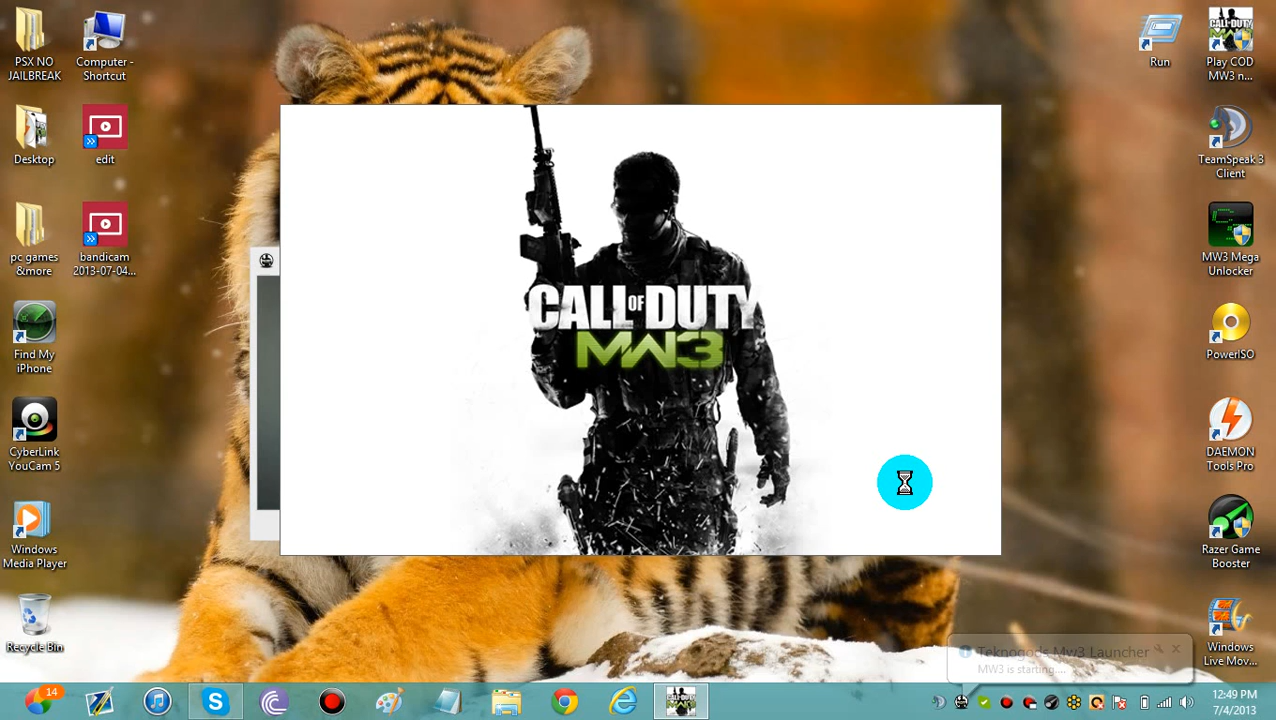 PSX NO
JAILBREAK
Computer -
Shortcut
Desktop
edit
pc games
&more
bandicam
2013-07-04...
Find My
iPhone
CyberLink
YouCam 5
Windows
Media Player
Recycle Bin
CALL OF DUTY
MW3
Run
CALL OF DUTY
Play COD
MW3 n...
TeamSpeak 3
Client
MW3 Mega
Unlocker
PowerISO
DAEMON
Tools Pro
Razer Game
Booster
Windows
Live Mov...
Teknogods Mw3 Launcher
MW3 is starting....
14
12:49 PM
7/4/2013